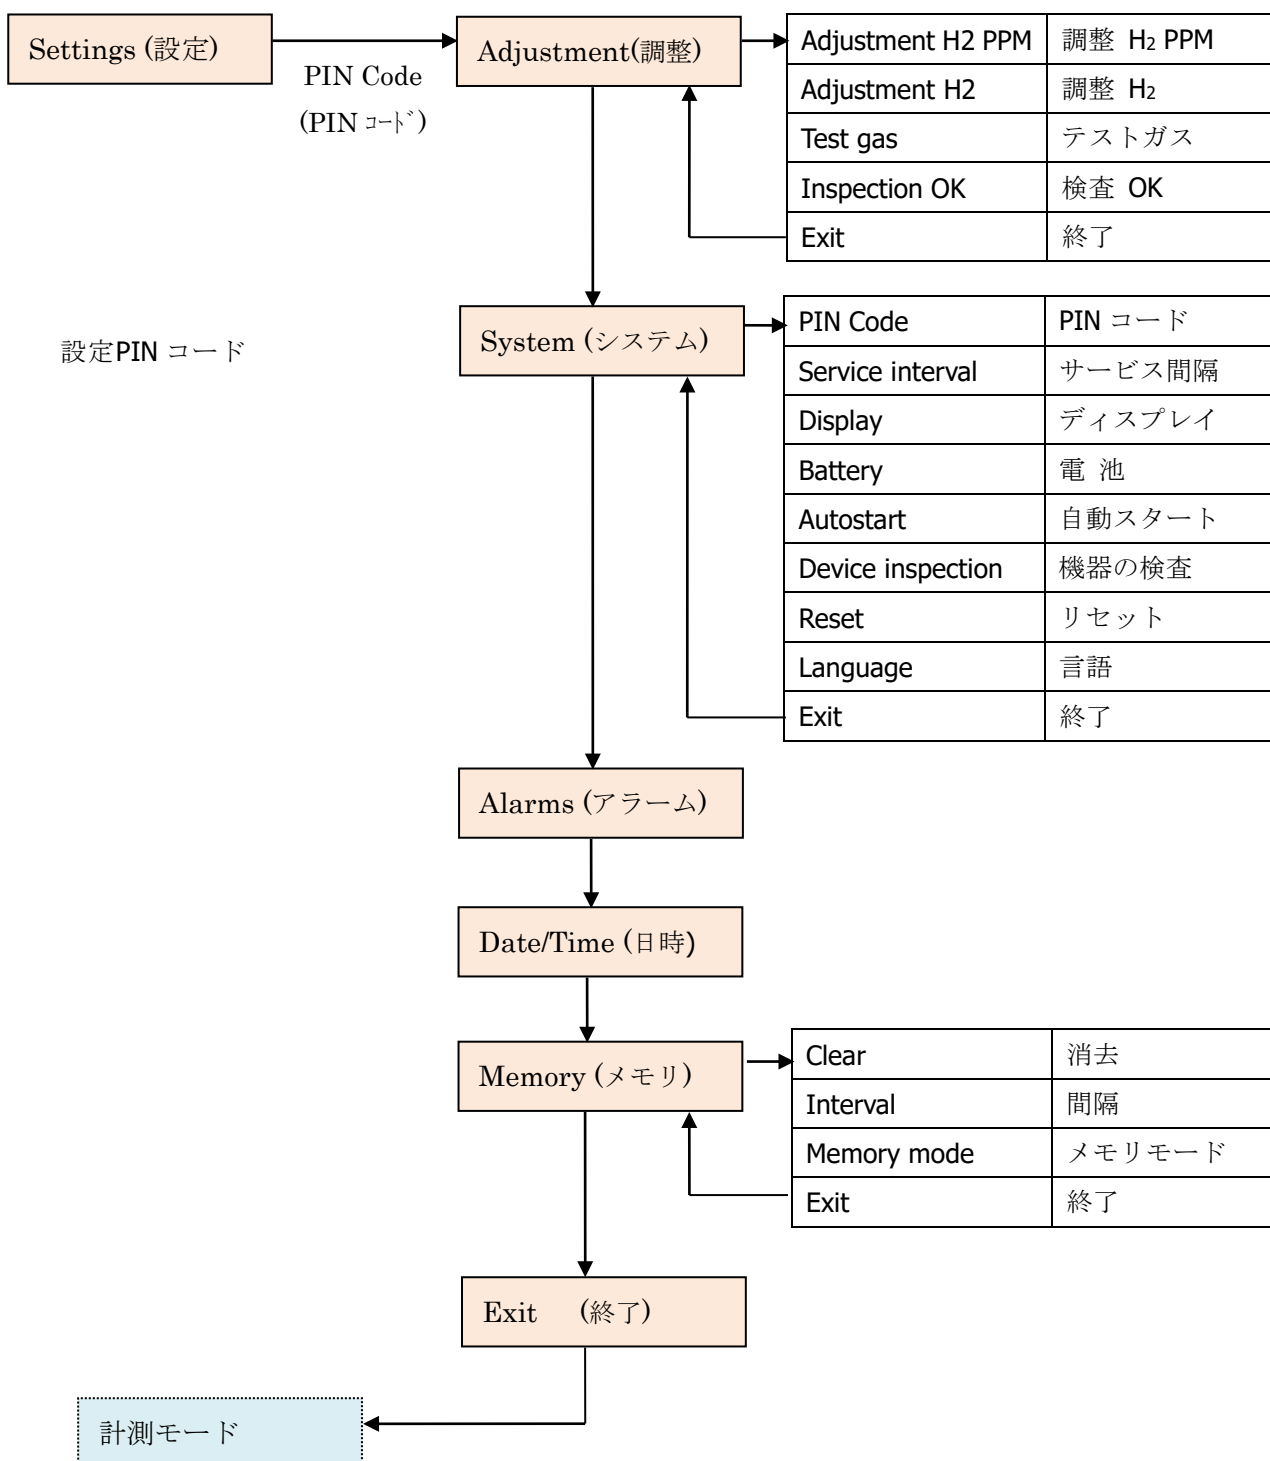 Settings (設定)
PIN Code
(PIN ｺｰﾄﾞ)
Adjustment(調整)
Adjustment H2 PPM 調整 H₂ PPM
Adjustment H2 調整 H₂
Test gas テストガス
Inspection OK 検査 OK
Exit 終了
設定PIN コード
System (システム)
PIN Code PIN コード
Service interval サービス間隔
Display ディスプレイ
Battery 電 池
Autostart 自動スタート
Device inspection 機器の検査
Reset リセット
Language 言語
Exit 終了
Alarms (アラーム)
Date/Time (日時)
Memory (メモリ)
Clear 消去
Interval 間隔
Memory mode メモリモード
Exit 終了
Exit (終了)
計測モード